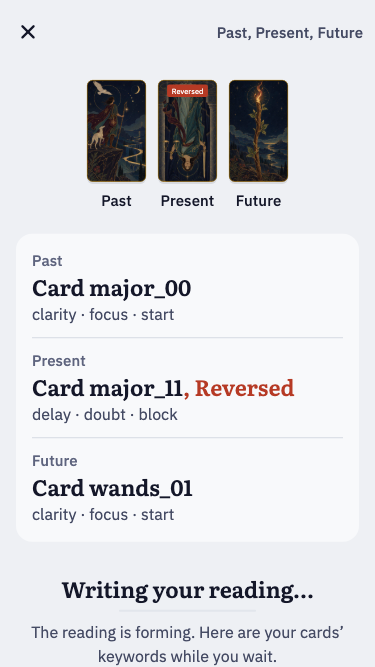 Past, Present, Future
Reversed
Past
Present
Future
Past
Card major_00
clarity · focus · start
Present
Card major_11, Reversed
delay · doubt · block
Future
Card wands_01
clarity · focus · start
Writing your reading...
The reading is forming. Here are your cards’
keywords while you wait.